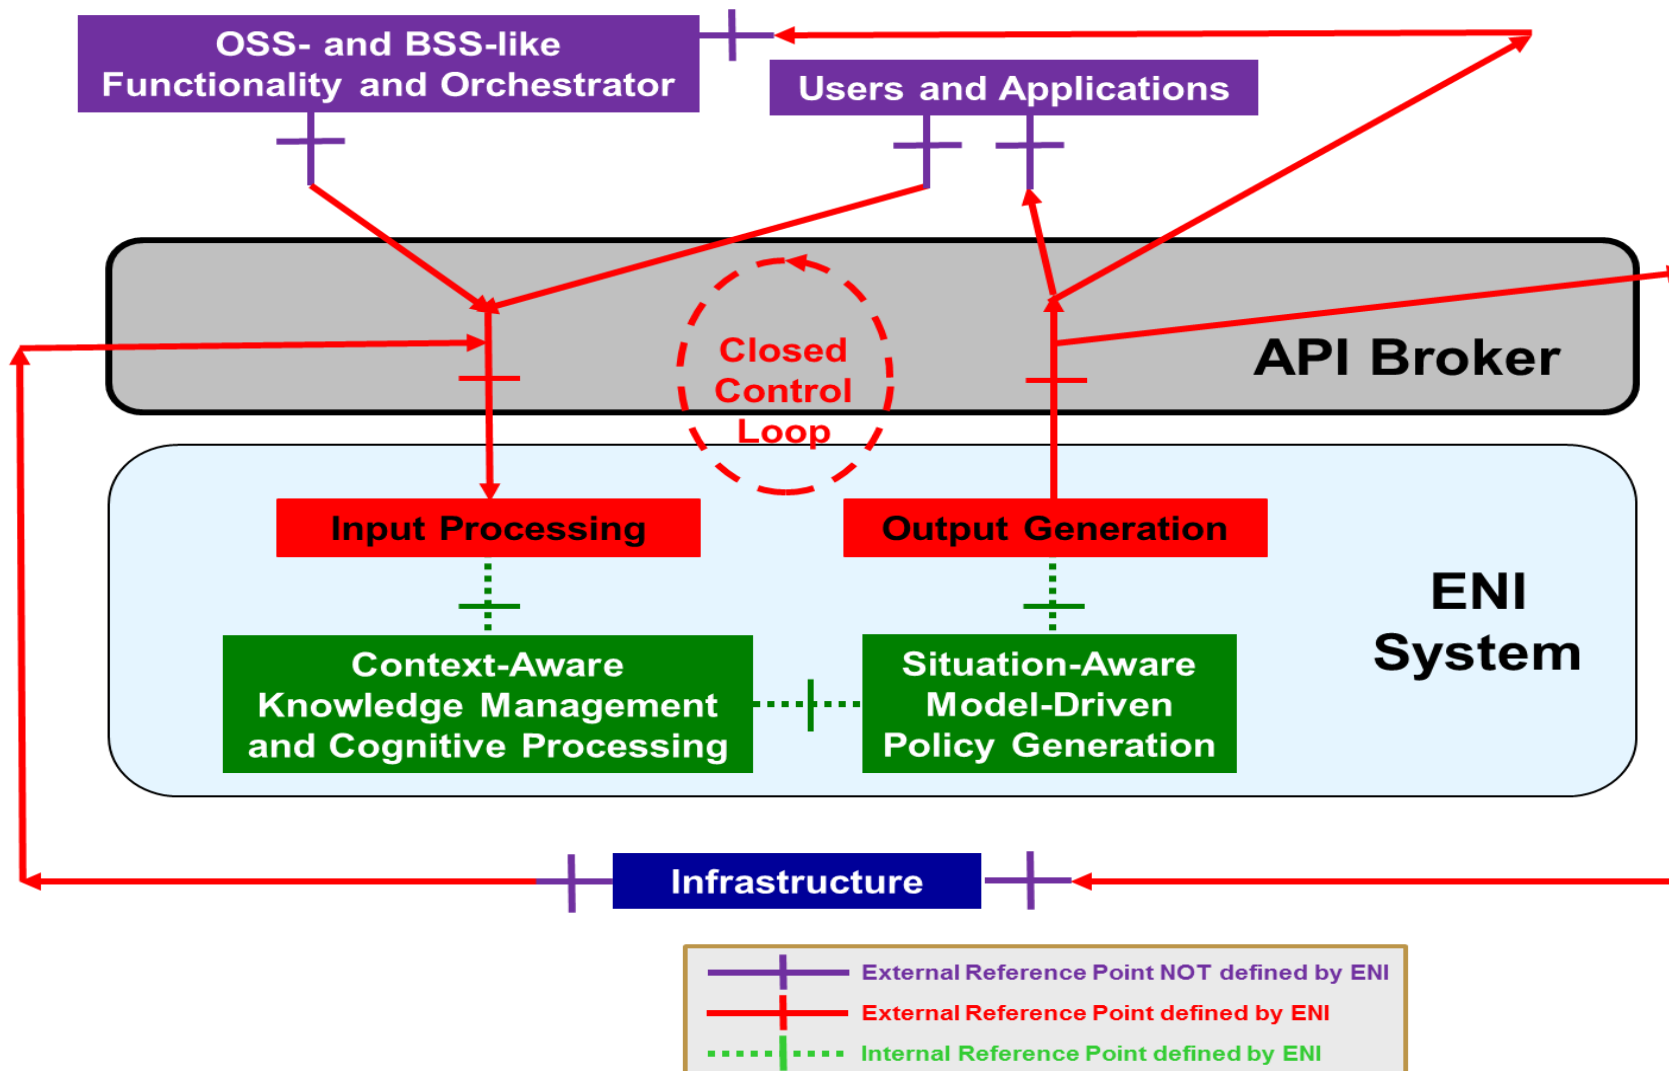 OSS- and BSS-like
Functionality and Orchestrator
Users and Applications
Closed
Control
Loop
API Broker
Input Processing
Output Generation
ENI
System
Context-Aware
Knowledge Management
and Cognitive Processing
Situation-Aware
Model-Driven
Policy Generation
Infrastructure
External Reference Point NOT defined by ENI
External Reference Point defined by ENI
Internal Reference Point defined by ENI